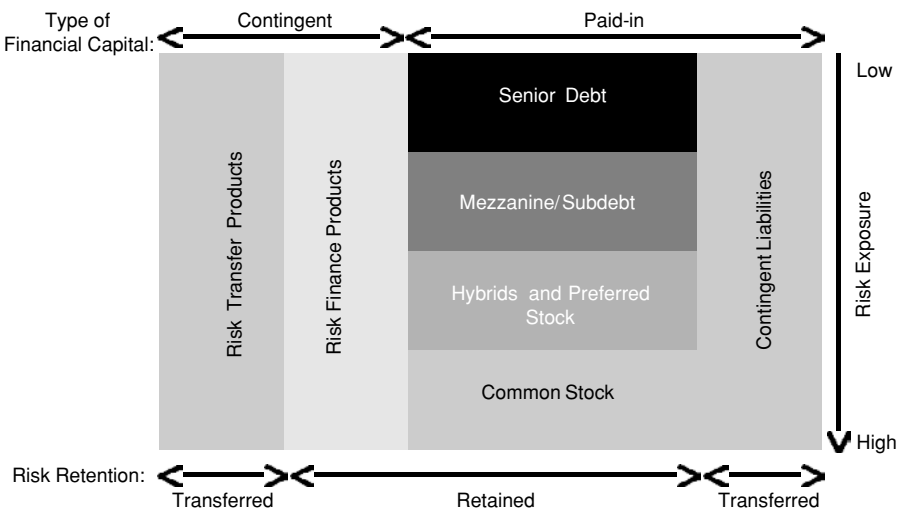 Type of
Financial Capital:
Contingent
Paid-in
Low
Senior Debt
Mezzanine/Subdebt
Hybrids and Preferred
Stock
Common Stock
Risk Transfer Products
Risk Finance Products
Contingent Liabilities
Risk Exposure
High
Risk Retention:
Transferred
Retained
Transferred